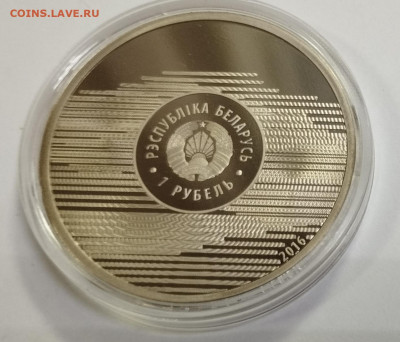 COINS.LAVE.RU
РЭСПУБЛІКА БЕЛАРУСЬ
1 РУБЕЛЬ
2016